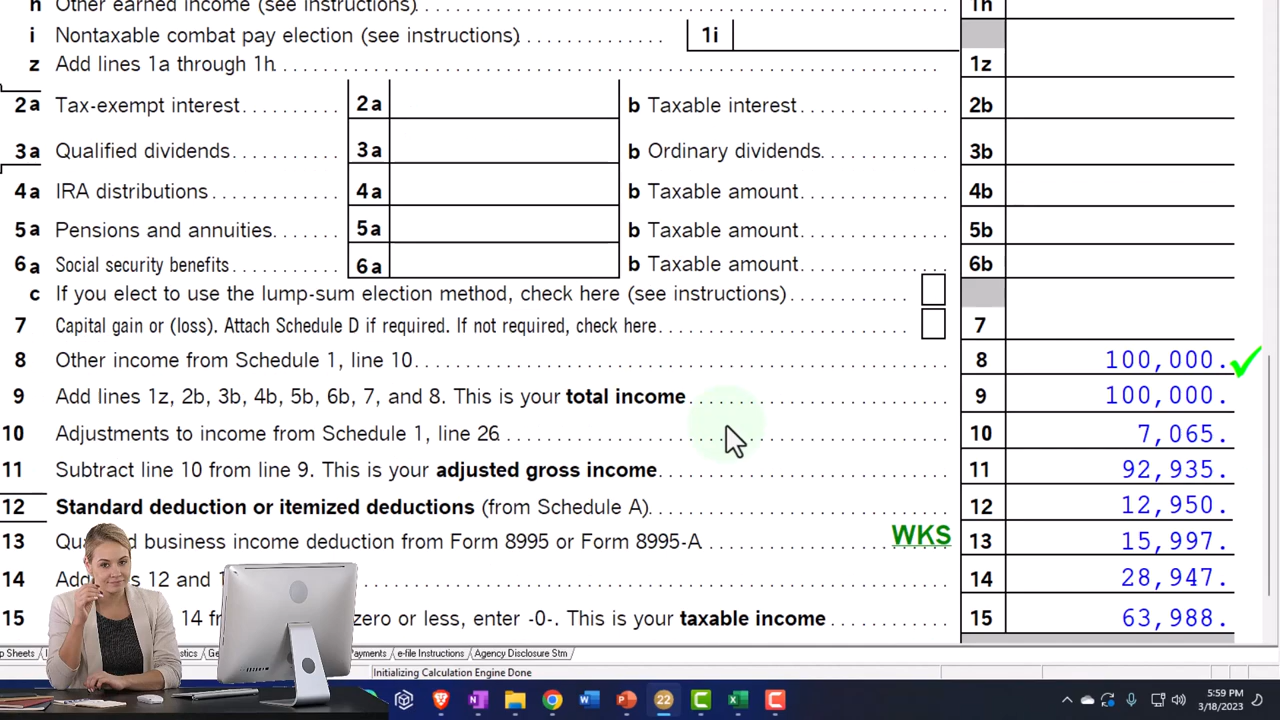 h Other earned income (see instructions) 1h
i Nontaxable combat pay election (see instructions) 1i
z Add lines 1a through 1h 1z
2a Tax-exempt interest 2a b Taxable interest 2b
3a Qualified dividends 3a b Ordinary dividends 3b
4a IRA distributions 4a b Taxable amount 4b
5a Pensions and annuities 5a b Taxable amount 5b
6a Social security benefits 6a b Taxable amount 6b
c If you elect to use the lump-sum election method, check here (see instructions)
7 Capital gain or (loss). Attach Schedule D if required. If not required, check here 7
8 Other income from Schedule 1, line 10 8 100,000.
9 Add lines 1z, 2b, 3b, 4b, 5b, 6b, 7, and 8. This is your total income 9 100,000.
10 Adjustments to income from Schedule 1, line 26 10 7,065.
11 Subtract line 10 from line 9. This is your adjusted gross income 11 92,935.
12 Standard deduction or itemized deductions (from Schedule A) 12 12,950.
13 business income deduction from Form 8995 or Form 8995-A WKS 13 15,997.
14 12 and 14 28,947.
15 14 zero or less, enter -0-. This is your taxable income 15 63,988.
Sheets e-file Instructions Agency Disclosure Stm
Initializing Calculation Engine Done
22
5:59 PM
3/18/2023